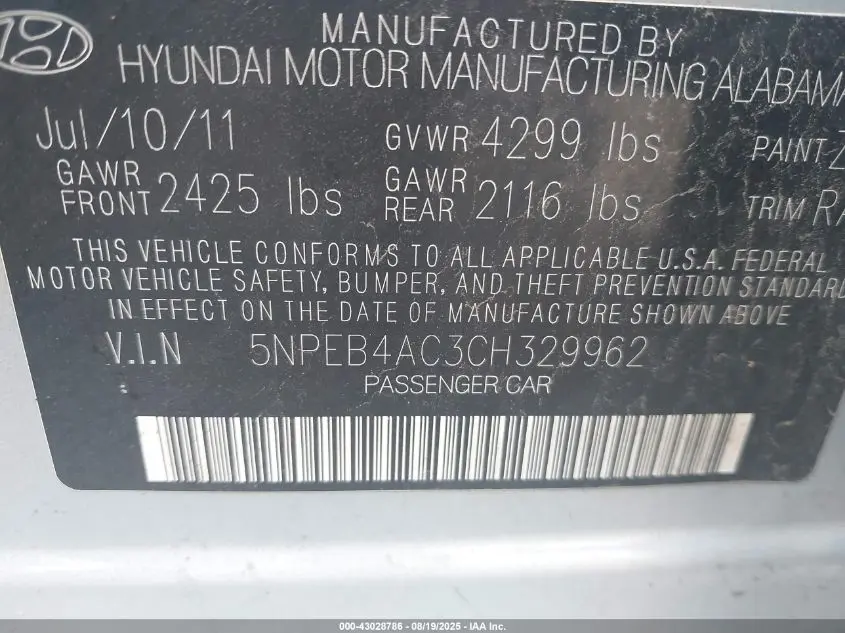 MANUFACTURED BY
HYUNDAI MOTOR MANUFACTURING ALABAMA
Jul/10/11 GVWR 4299 lbs PAINT
GAWR FRONT 2425 lbs GAWR REAR 2116 lbs TRIM
THIS VEHICLE CONFORMS TO ALL APPLICABLE U.S.A. FEDERAL
MOTOR VEHICLE SAFETY, BUMPER, AND THEFT PREVENTION STANDARD
IN EFFECT ON THE DATE OF MANUFACTURE SHOWN ABOVE
V.I.N 5NPEB4AC3CH329962
PASSENGER CAR
000-43028786 - 08/19/2025 - IAA Inc.